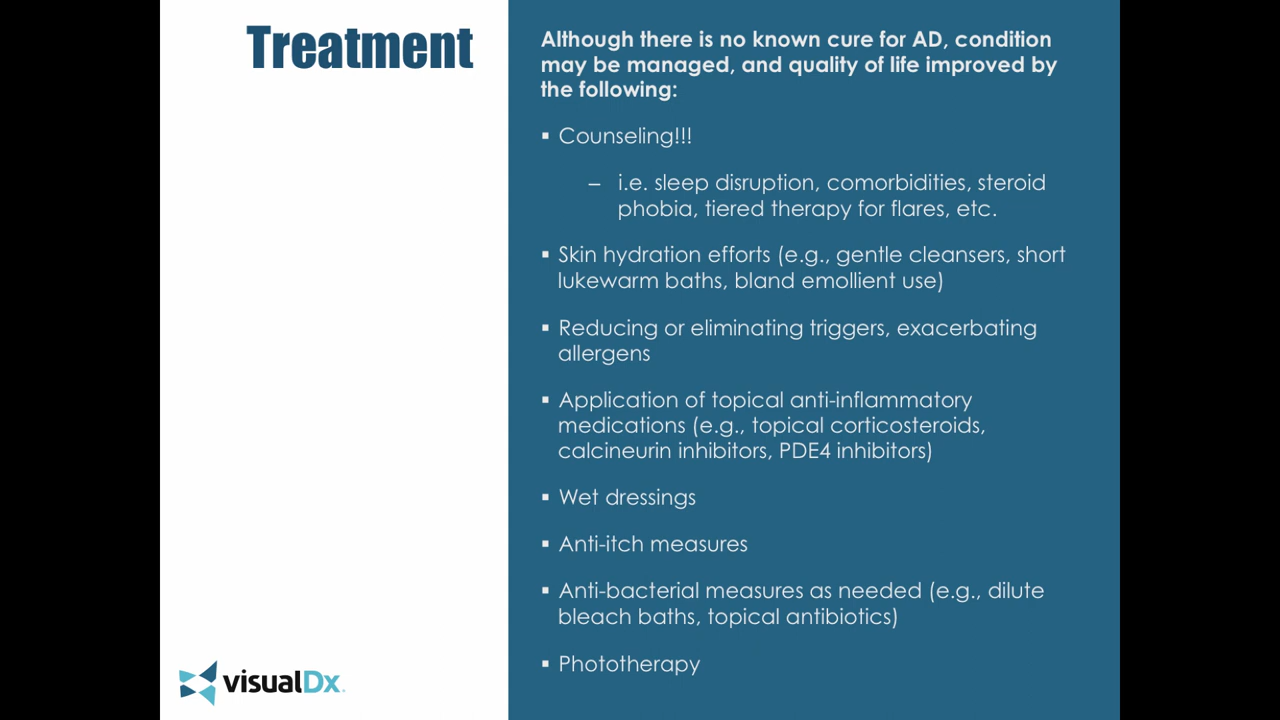 Treatment
Although there is no known cure for AD, condition
may be managed, and quality of life improved by
the following:
▪ Counseling!!!
– i.e. sleep disruption, comorbidities, steroid
phobia, tiered therapy for flares, etc.
▪ Skin hydration efforts (e.g., gentle cleansers, short
lukewarm baths, bland emollient use)
▪ Reducing or eliminating triggers, exacerbating
allergens
▪ Application of topical anti-inflammatory
medications (e.g., topical corticosteroids,
calcineurin inhibitors, PDE4 inhibitors)
▪ Wet dressings
▪ Anti-itch measures
▪ Anti-bacterial measures as needed (e.g., dilute
bleach baths, topical antibiotics)
▪ Phototherapy
visualDx